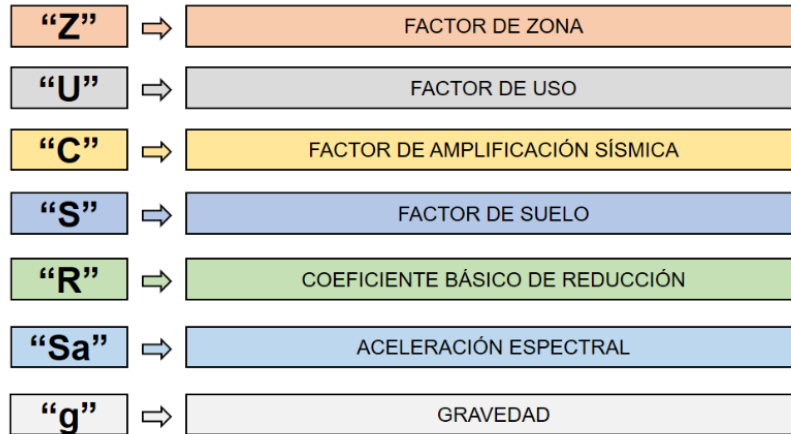 “Z” FACTOR DE ZONA
“U” FACTOR DE USO
“C” FACTOR DE AMPLIFICACIÓN SÍSMICA
“S” FACTOR DE SUELO
“R” COEFICIENTE BÁSICO DE REDUCCIÓN
“Sa” ACELERACIÓN ESPECTRAL
“g” GRAVEDAD